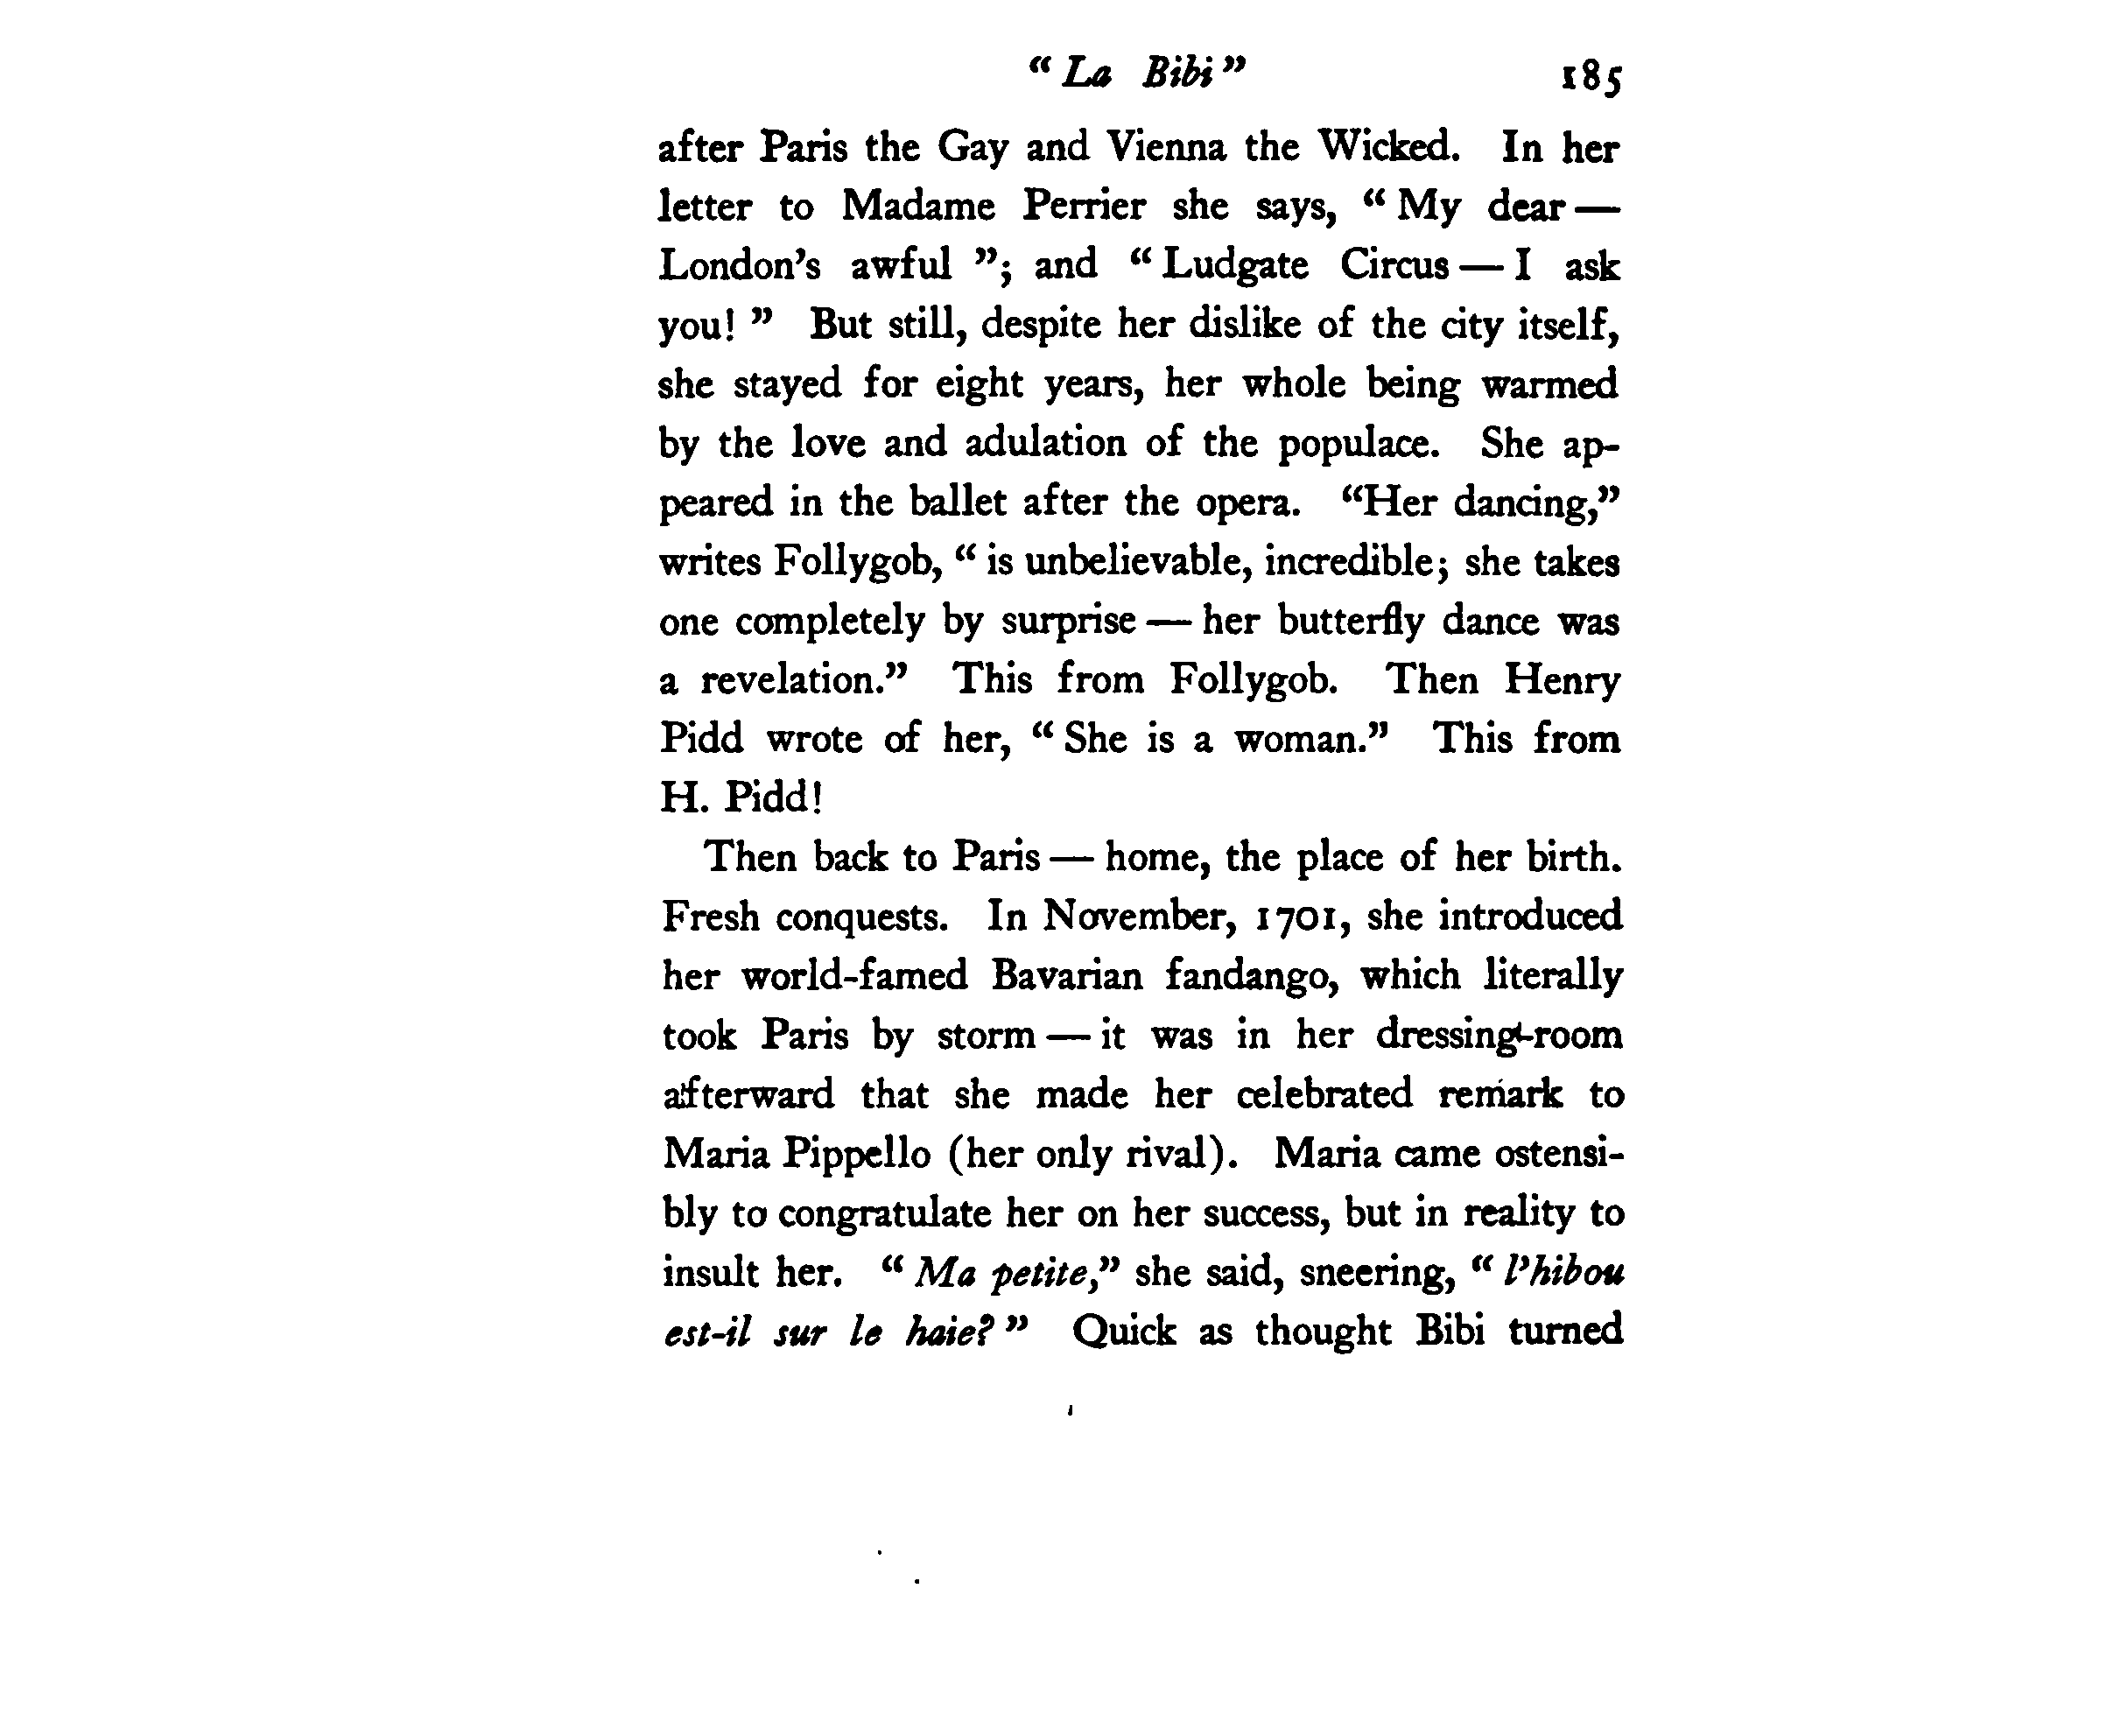 “La Bibi” 185
after Paris the Gay and Vienna the Wicked. In her
letter to Madame Perrier she says, “My dear—
London’s awful”; and “Ludgate Circus—I ask
you!” But still, despite her dislike of the city itself,
she stayed for eight years, her whole being warmed
by the love and adulation of the populace. She ap-
peared in the ballet after the opera. “Her dancing,”
writes Follygob, “is unbelievable, incredible; she takes
one completely by surprise—her butterfly dance was
a revelation.” This from Follygob. Then Henry
Pidd wrote of her, “She is a woman.” This from
H. Pidd!
Then back to Paris—home, the place of her birth.
Fresh conquests. In November, 1701, she introduced
her world-famed Bavarian fandango, which literally
took Paris by storm—it was in her dressing-room
afterward that she made her celebrated remark to
Maria Pippello (her only rival). Maria came ostensi-
bly to congratulate her on her success, but in reality to
insult her. “Ma petite,” she said, sneering, “l’hibou
est-il sur le haie?” Quick as thought Bibi turned